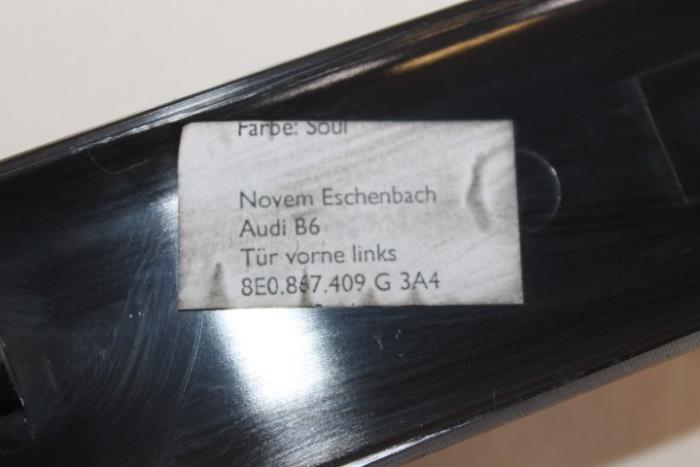 Farbe: Soul
Novem Eschenbach
Audi B6
Tür vorne links
8E0.867.409 G 3A4